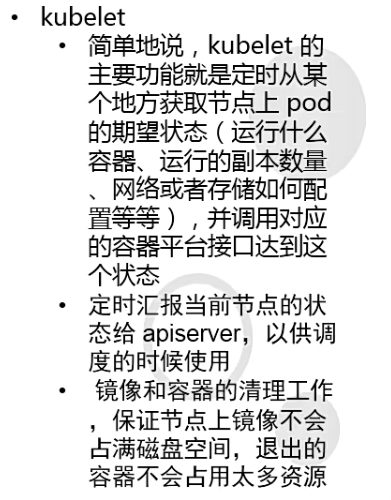 • kubelet
• 简单地说，kubelet 的
主要功能就是定时从某
个地方获取节点上 pod
的期望状态（运行什么
容器、运行的副本数量
、网络或者存储如何配
置等等），并调用对应
的容器平台接口达到这
个状态
• 定时汇报当前节点的状
态给 apiserver，以供调
度的时候使用
• 镜像和容器的清理工作
，保证节点上镜像不会
占满磁盘空间，退出的
容器不会占用太多资源